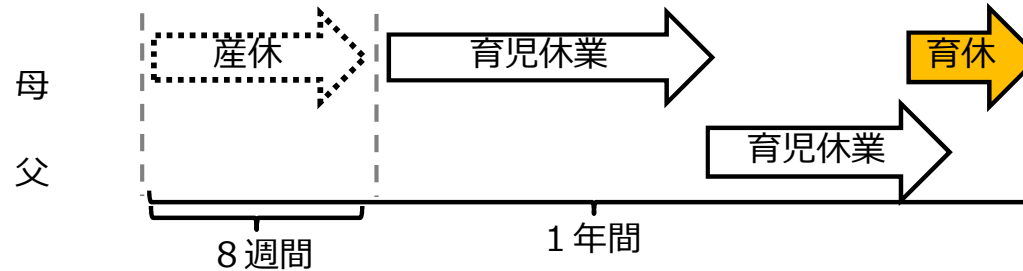 産休 育児休業 育休
母
育児休業
父
８週間 １年間